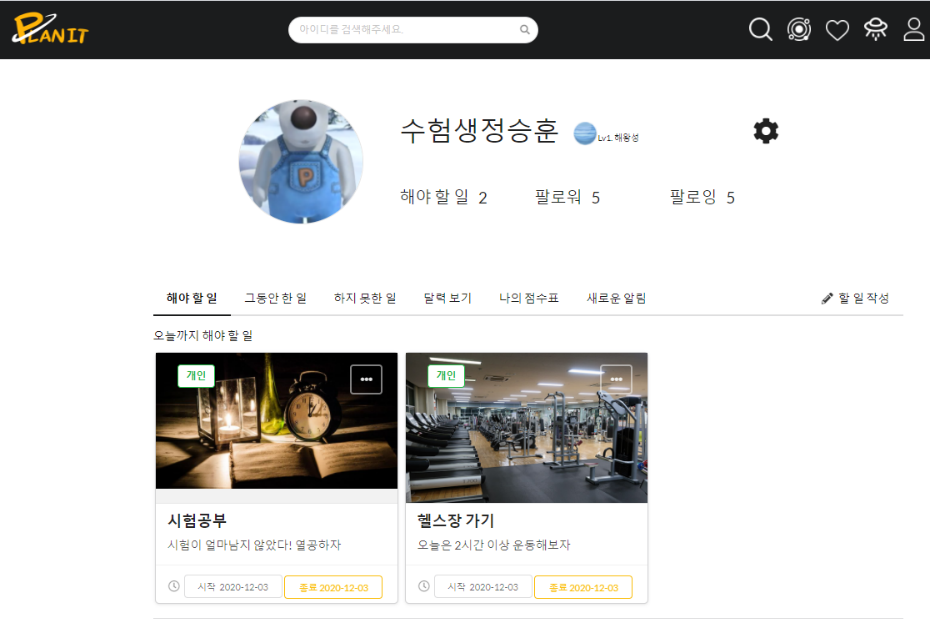 PLANIT
아이디를 검색해주세요.
수험생정승훈
Lv1.해왕성
해야 할 일 2 팔로워 5 팔로잉 5
해야 할 일 그동안 한 일 하지 못한 일 달력 보기 나의 점수표 새로운 알림 할 일 작성
오늘까지 해야 할 일
개인
P
시험공부
시험이 얼마남지 않았다! 열공하자
시작 2020-12-03 종료 2020-12-03
개인
헬스장 가기
오늘은 2시간 이상 운동해보자
시작 2020-12-03 종료 2020-12-03